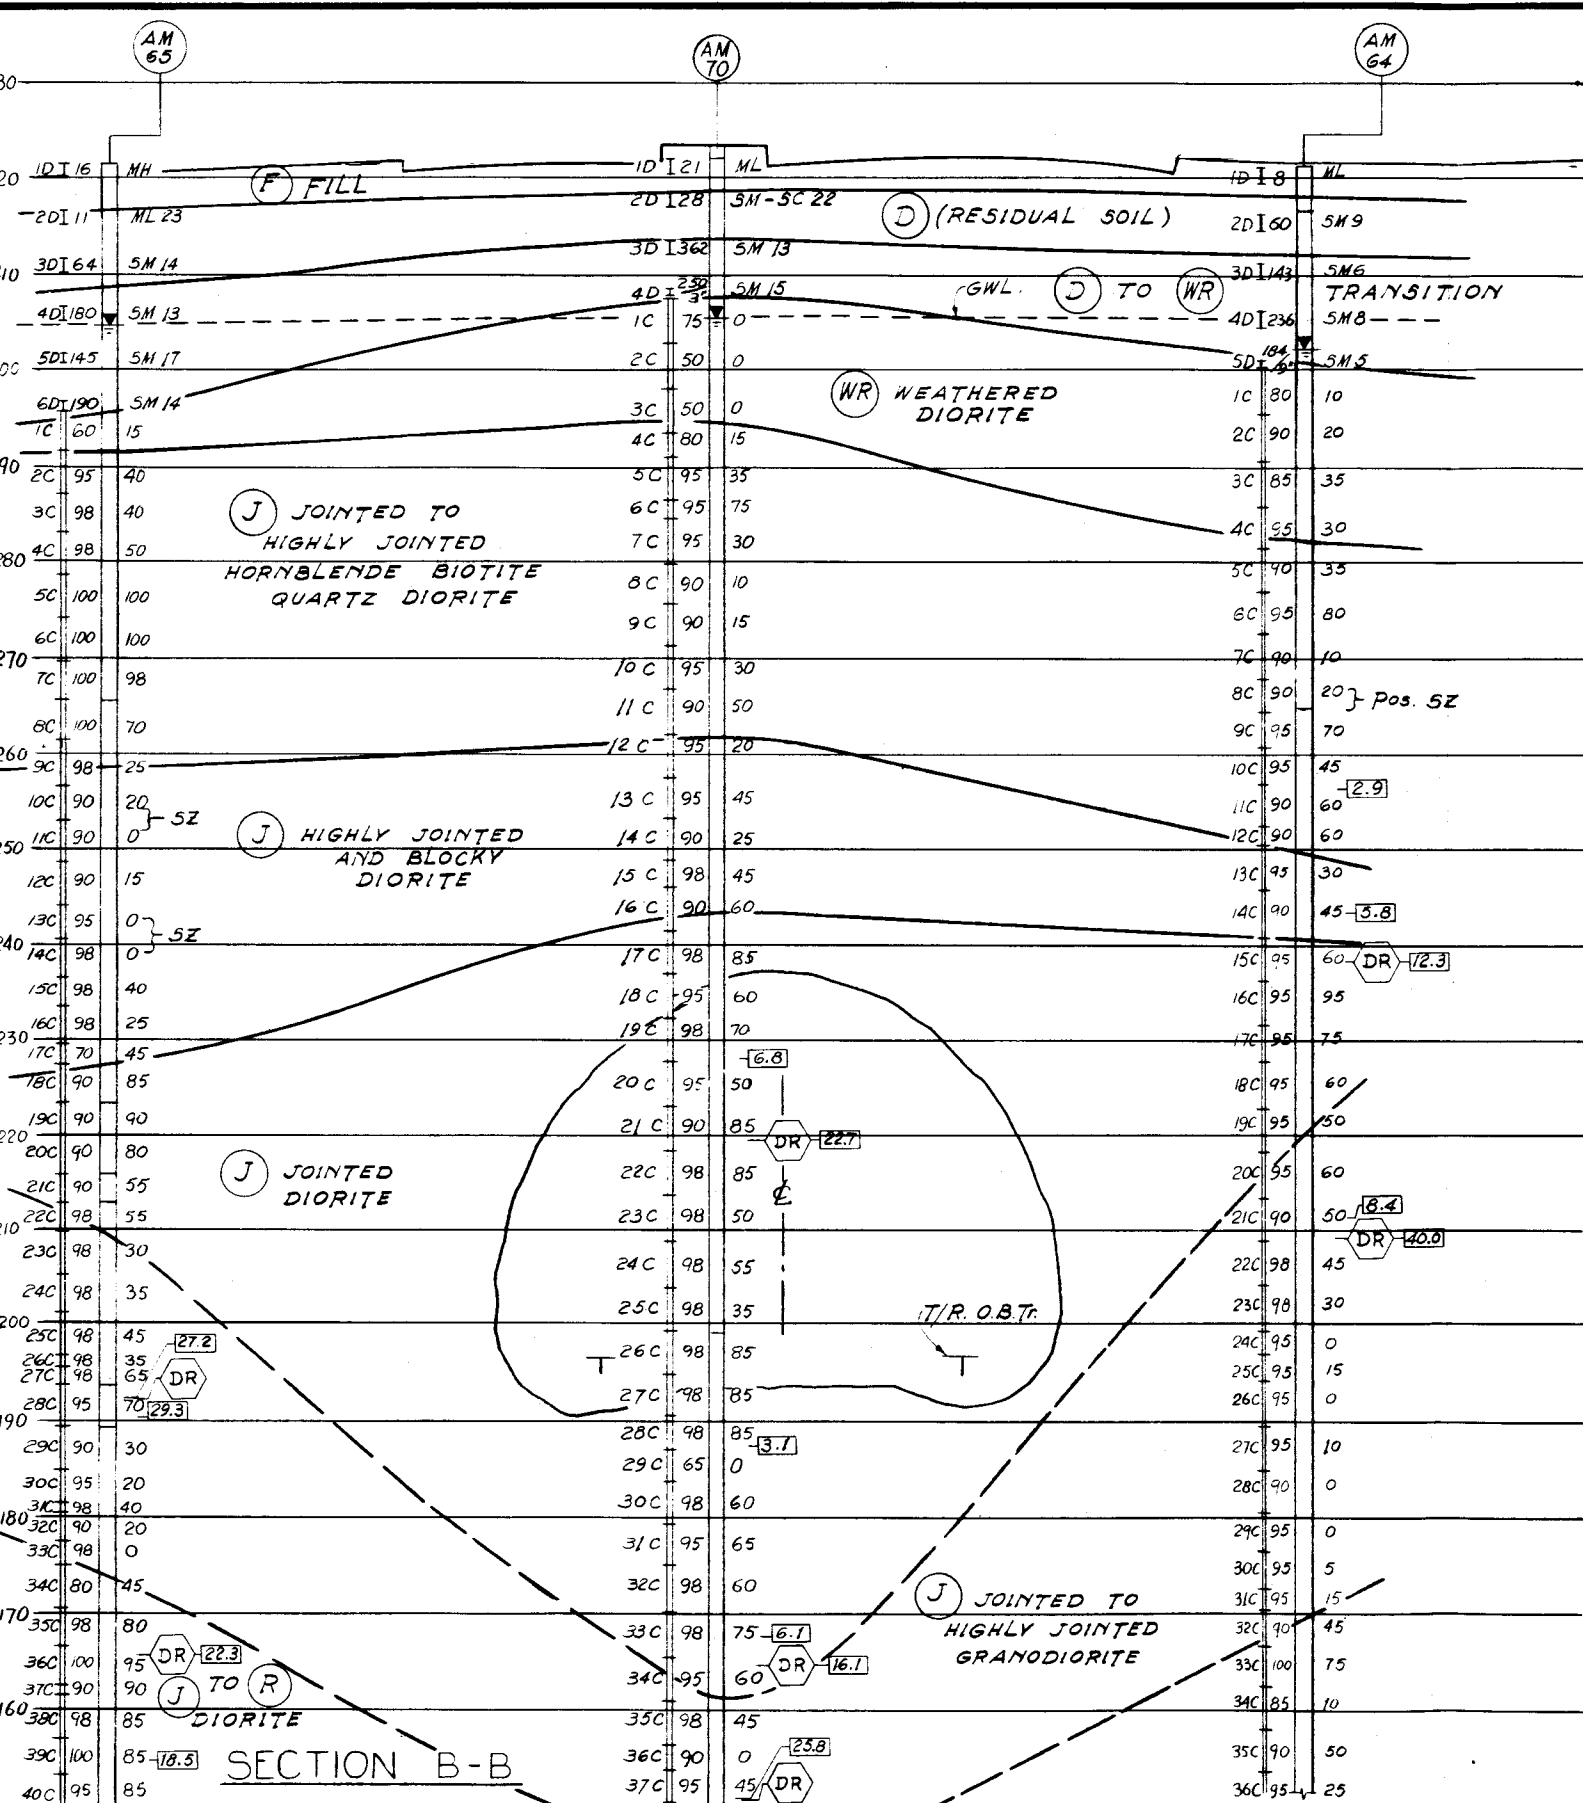 AM 65
AM 70
AM 64
30
1D 16 MH
1D 21 ML
1D 8 ML
20
F FILL
2D 28 SM-SC 22
D (RESIDUAL SOIL)
2D 11 ML 23
2D 60 SM 9
3D 362 SM 13
3D 64 SM 14
3D 143 SM6
10
4D 250/3" SM 15
GWL.
D TO WR
TRANSITION
4D 180 SM 13
1C 75 0
4D 236 SM8
5D 145 SM 17
2C 50 0
5D 184/9" SM5
00
WR WEATHERED
DIORITE
6D 190 SM 14
3C 50 0
1C 80 10
1C 60 15
4C 80 15
2C 90 20
90
2C 95 40
5C 95 35
3C 85 35
3C 98 40
6C 95 75
4C 95 30
J JOINTED TO
HIGHLY JOINTED
HORNBLENDE BIOTITE
QUARTZ DIORITE
4C 98 50
7C 95 30
280
5C 90 35
5C 100 100
8C 90 10
6C 95 80
6C 100 100
9C 90 15
270
7C 90 10
7C 100 98
10C 95 30
8C 90 20
Pos. SZ
8C 100 70
11C 90 50
9C 95 70
260
9C 98 25
12C 95 20
10C 95 45
2.9
10C 90 20
SZ
13C 95 45
11C 90 60
11C 90 0
14C 90 25
12C 90 60
250
J HIGHLY JOINTED
AND BLOCKY
DIORITE
12C 90 15
15C 98 45
13C 95 30
13C 95 0
SZ
16C 90 60
14C 90 45 5.8
240
14C 98 0
17C 98 85
15C 95 60 DR 12.3
15C 98 40
18C 95 60
16C 95 95
16C 98 25
19C 98 70
17C 95 75
230
17C 70 45
6.8
18C 90 85
20C 95 50
18C 95 60
19C 90 90
21C 90 85
DR 22.7
19C 95 50
220
20C 90 80
22C 98 85
20C 95 60
J JOINTED
DIORITE
℄
21C 90 55
22C 98 55
23C 98 50
21C 90 50 8.4
DR 40.0
210
23C 98 30
24C 98 55
22C 98 45
24C 98 35
25C 98 35
23C 98 30
T/R. O.B.Tr.
200
25C 98 45
27.2
26C 98 85
24C 95 0
26C 98 35
27C 98 65
DR
25C 95 15
28C 95 70
29.3
27C 98 85
26C 95 0
190
29C 90 30
28C 98 85
3.1
27C 95 10
29C 65 0
30C 95 20
28C 90 0
31C 98 40
30C 98 60
180
32C 90 20
29C 95 0
33C 98 0
31C 95 65
30C 95 5
34C 80 45
32C 98 60
31C 95 15
J JOINTED TO
HIGHLY JOINTED
GRANODIORITE
170
35C 98 80
33C 98 75 6.1
32C 90 45
36C 100 95 DR 22.3
34C 95 60 DR 16.1
33C 100 75
37C 90 90
J TO R
DIORITE
34C 85 10
160
38C 98 85
35C 98 45
39C 100 85 18.5
36C 90 0
25.8
35C 90 50
40C 95 85
37C 95 45 DR
36C 95 25
SECTION B-B